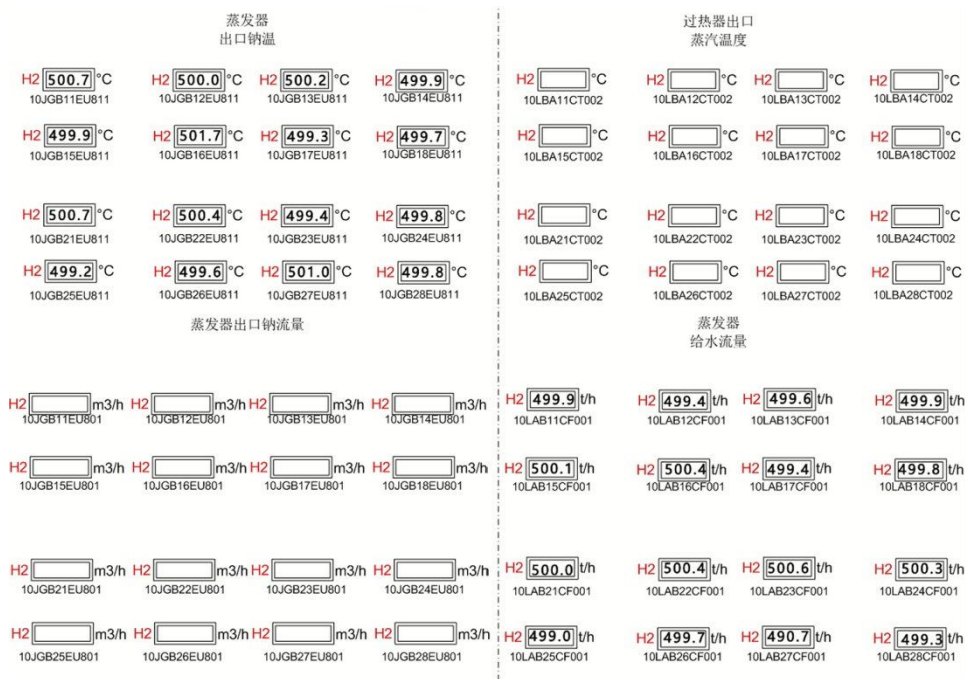 蒸发器
出口钠温
H2 500.7 °C H2 500.0 °C H2 500.2 °C H2 499.9 °C
10JGB11EU811 10JGB12EU811 10JGB13EU811 10JGB14EU811
H2 499.9 °C H2 501.7 °C H2 499.3 °C H2 499.7 °C
10JGB15EU811 10JGB16EU811 10JGB17EU811 10JGB18EU811
H2 500.7 °C H2 500.4 °C H2 499.4 °C H2 499.8 °C
10JGB21EU811 10JGB22EU811 10JGB23EU811 10JGB24EU811
H2 499.2 °C H2 499.6 °C H2 501.0 °C H2 499.8 °C
10JGB25EU811 10JGB26EU811 10JGB27EU811 10JGB28EU811
过热器出口
蒸汽温度
H2 °C H2 °C H2 °C H2 °C
10LBA11CT002 10LBA12CT002 10LBA13CT002 10LBA14CT002
H2 °C H2 °C H2 °C H2 °C
10LBA15CT002 10LBA16CT002 10LBA17CT002 10LBA18CT002
H2 °C H2 °C H2 °C H2 °C
10LBA21CT002 10LBA22CT002 10LBA23CT002 10LBA24CT002
H2 °C H2 °C H2 °C H2 °C
10LBA25CT002 10LBA26CT002 10LBA27CT002 10LBA28CT002
蒸发器出口钠流量
H2 m3/h H2 m3/h H2 m3/h H2 m3/h
10JGB11EU801 10JGB12EU801 10JGB13EU801 10JGB14EU801
H2 m3/h H2 m3/h H2 m3/h H2 m3/h
10JGB15EU801 10JGB16EU801 10JGB17EU801 10JGB18EU801
H2 m3/h H2 m3/h H2 m3/h H2 m3/h
10JGB21EU801 10JGB22EU801 10JGB23EU801 10JGB24EU801
H2 m3/h H2 m3/h H2 m3/h H2 m3/h
10JGB25EU801 10JGB26EU801 10JGB27EU801 10JGB28EU801
蒸发器
给水流量
H2 499.9 t/h H2 499.4 t/h H2 499.6 t/h H2 499.9 t/h
10LAB11CF001 10LAB12CF001 10LAB13CF001 10LAB14CF001
H2 500.1 t/h H2 500.4 t/h H2 499.4 t/h H2 499.8 t/h
10LAB15CF001 10LAB16CF001 10LAB17CF001 10LAB18CF001
H2 500.0 t/h H2 500.4 t/h H2 500.6 t/h H2 500.3 t/h
10LAB21CF001 10LAB22CF001 10LAB23CF001 10LAB24CF001
H2 499.0 t/h H2 499.7 t/h H2 490.7 t/h H2 499.3 t/h
10LAB25CF001 10LAB26CF001 10LAB27CF001 10LAB28CF001